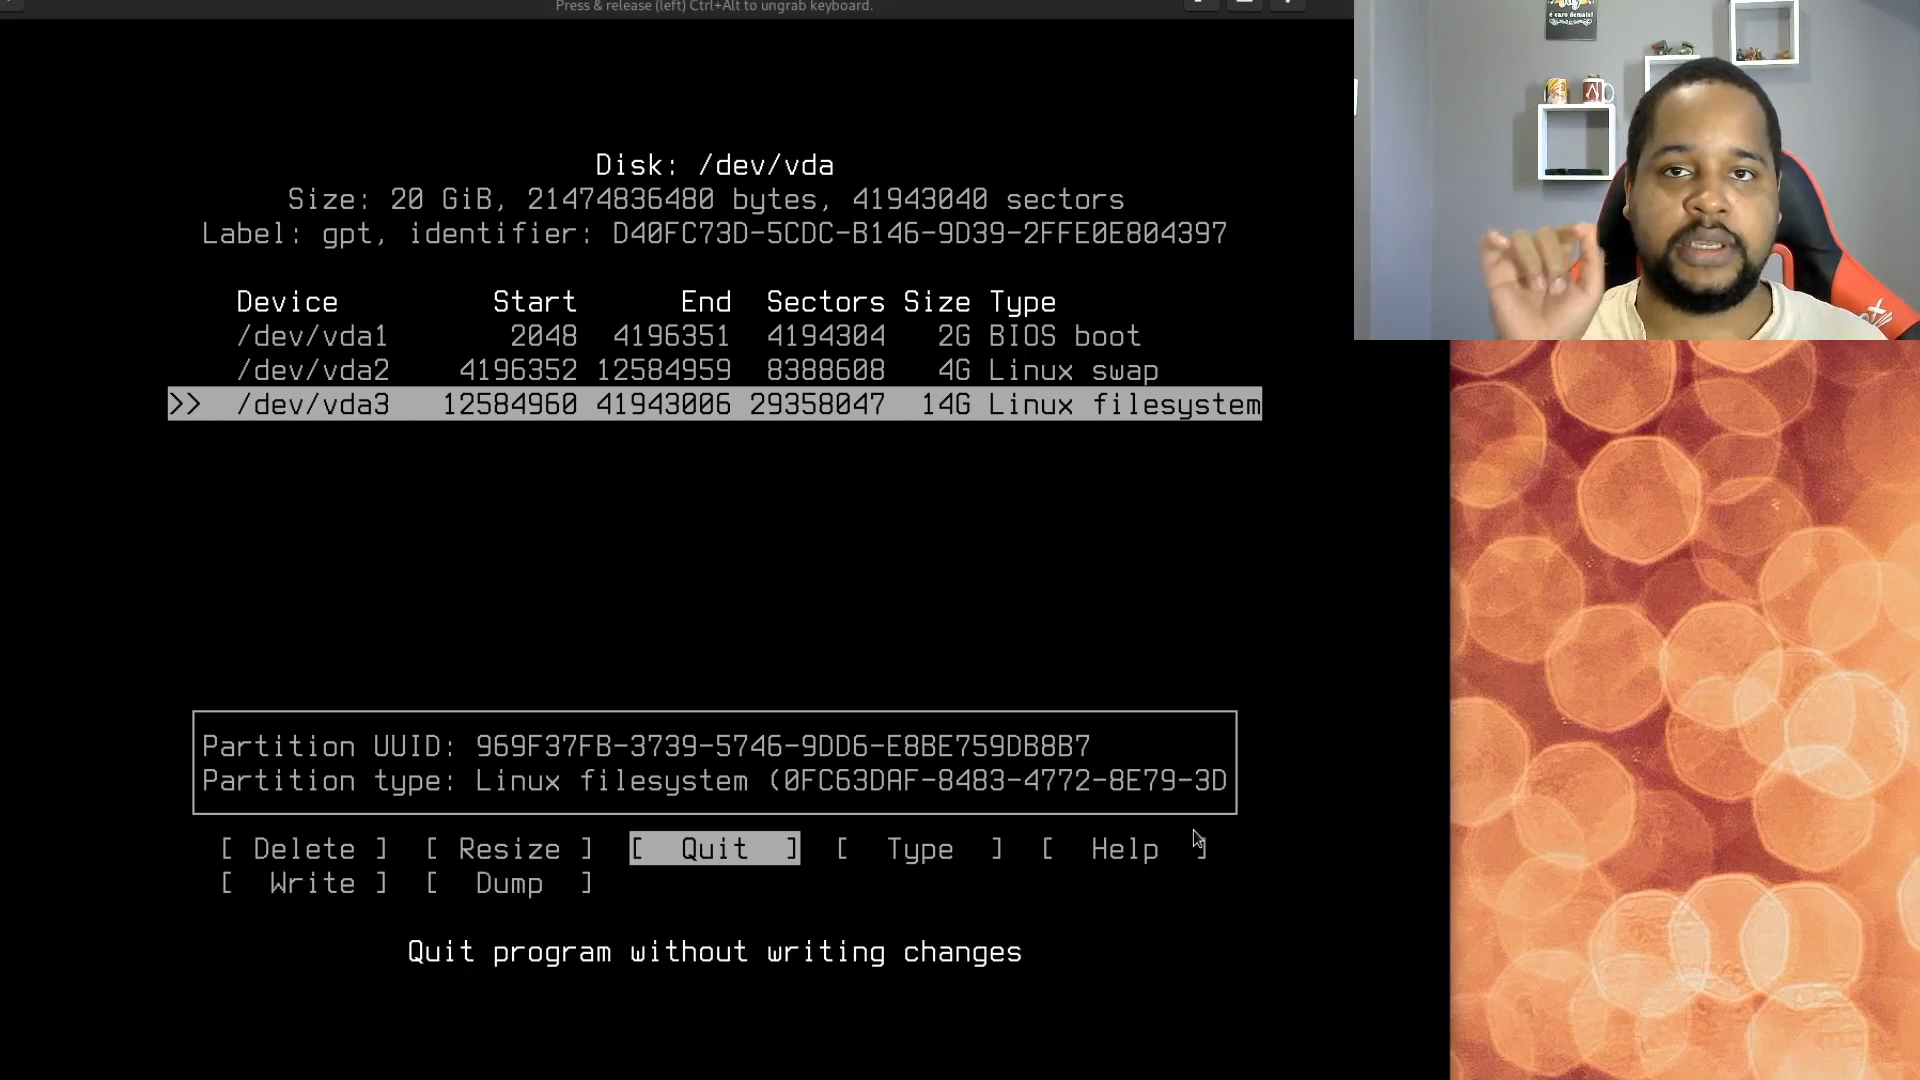 Press & release (left) Ctrl+Alt to ungrab keyboard.
é caro demais!
Disk: /dev/vda
Size: 20 GiB, 21474836480 bytes, 41943040 sectors
Label: gpt, identifier: D40FC73D-5CDC-B146-9D39-2FFE0E804397
Device Start End Sectors Size Type
/dev/vda1 2048 4196351 4194304 2G BIOS boot
/dev/vda2 4196352 12584959 8388608 4G Linux swap
>> /dev/vda3 12584960 41943006 29358047 14G Linux filesystem
Partition UUID: 969F37FB-3739-5746-9DD6-E8BE759DB8B7
Partition type: Linux filesystem (0FC63DAF-8483-4772-8E79-3D
[ Delete ] [ Resize ] [ Quit ] [ Type ] [ Help ]
[ Write ] [ Dump ]
Quit program without writing changes